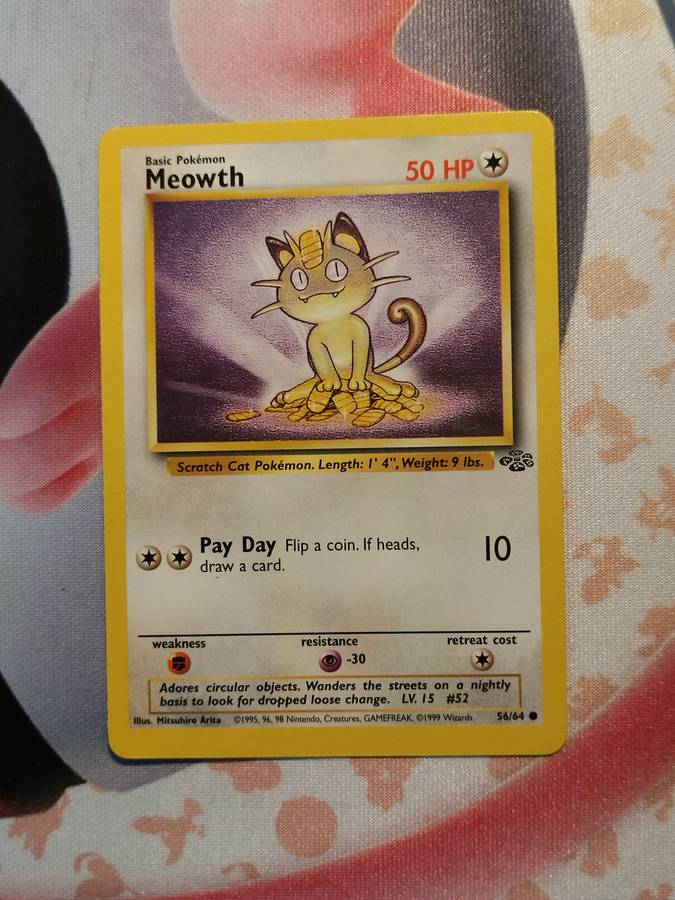 Basic Pokémon
Meowth
50 HP
Scratch Cat Pokémon. Length: 1' 4", Weight: 9 lbs.
Pay Day Flip a coin. If heads,
draw a card.
10
weakness
resistance
retreat cost
-30
Adores circular objects. Wanders the streets on a nightly
basis to look for dropped loose change. LV. 15 #52
Illus. Mitsuhiro Arita ©1995, 96, 98 Nintendo, Creatures, GAMEFREAK. ©1999 Wizards. 56/64